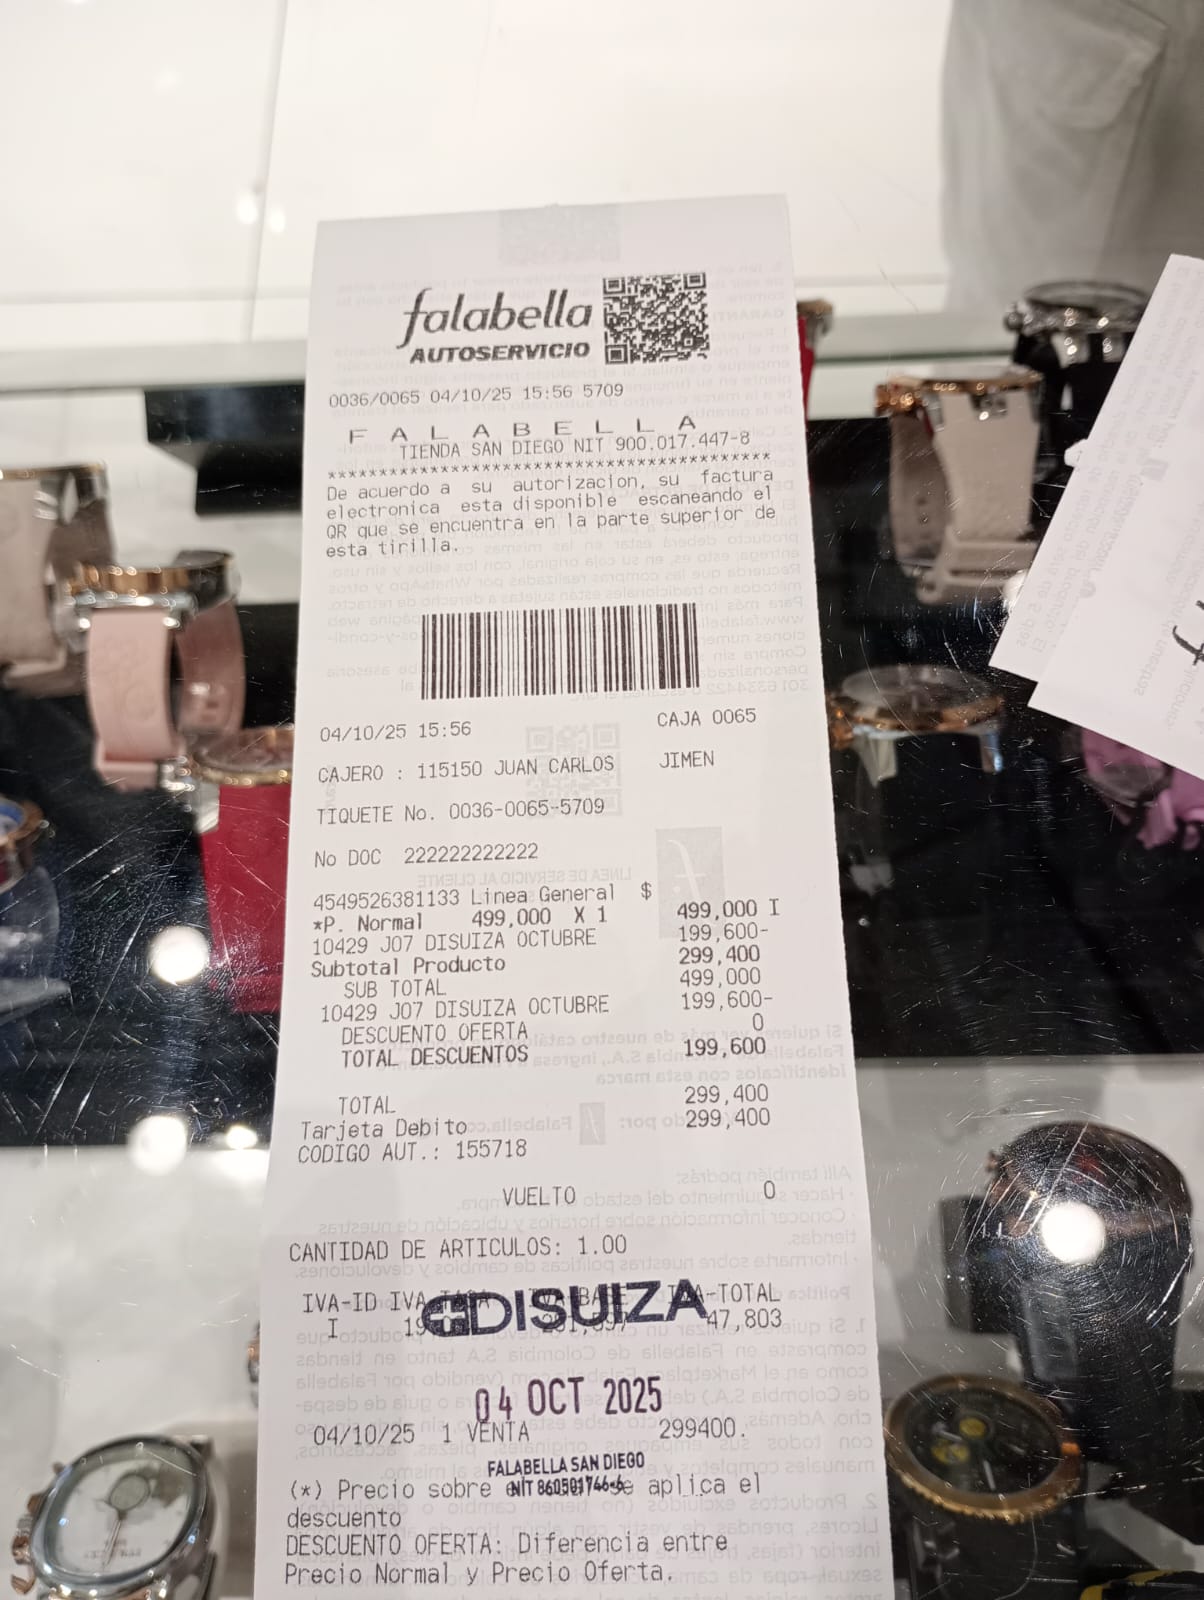 falabella
AUTOSERVICIO
0036/0065 04/10/25 15:56 5709
F A L A B E L L A
TIENDA SAN DIEGO NIT 900.017.447-8
******************************************
De acuerdo a su autorizacion, su factura
electronica esta disponible escaneando el
QR que se encuentra en la parte superior de
esta tirilla.
04/10/25 15:56 CAJA 0065
CAJERO : 115150 JUAN CARLOS JIMEN
TIQUETE No. 0036-0065-5709
No DOC 222222222222
4549526381133 Linea General $
*P. Normal 499,000 X 1 499,000 I
10429 J07 DISUIZA OCTUBRE 199,600-
Subtotal Producto 299,400
SUB TOTAL 499,000
10429 J07 DISUIZA OCTUBRE 199,600-
DESCUENTO OFERTA 0
TOTAL DESCUENTOS 199,600
TOTAL 299,400
Tarjeta Debito 299,400
CODIGO AUT.: 155718
VUELTO 0
CANTIDAD DE ARTICULOS: 1.00
IVA-ID IVA IVA-TOTAL
I 47,803
DISUIZA
04 OCT 2025
04/10/25 1 VENTA 299400.
FALABELLA SAN DIEGO
NIT 860501746-6
(*) Precio sobre aplica el
descuento
DESCUENTO OFERTA: Diferencia entre
Precio Normal y Precio Oferta.